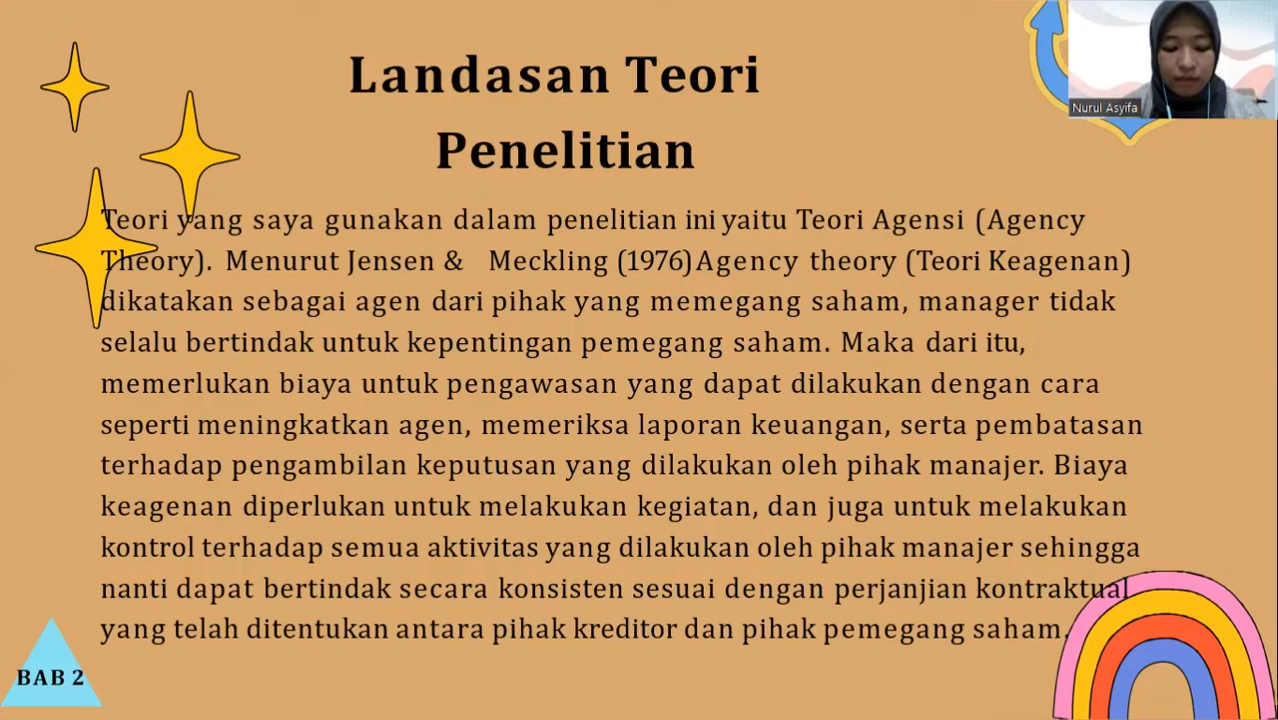 Landasan Teori
Penelitian
Nurul Asyifa
Teori yang saya gunakan dalam penelitian ini yaitu Teori Agensi (Agency
Theory). Menurut Jensen & Meckling (1976)Agency theory (Teori Keagenan)
dikatakan sebagai agen dari pihak yang memegang saham, manager tidak
selalu bertindak untuk kepentingan pemegang saham. Maka dari itu,
memerlukan biaya untuk pengawasan yang dapat dilakukan dengan cara
seperti meningkatkan agen, memeriksa laporan keuangan, serta pembatasan
terhadap pengambilan keputusan yang dilakukan oleh pihak manajer. Biaya
keagenan diperlukan untuk melakukan kegiatan, dan juga untuk melakukan
kontrol terhadap semua aktivitas yang dilakukan oleh pihak manajer sehingga
nanti dapat bertindak secara konsisten sesuai dengan perjanjian kontraktual
yang telah ditentukan antara pihak kreditor dan pihak pemegang saham.
BAB 2